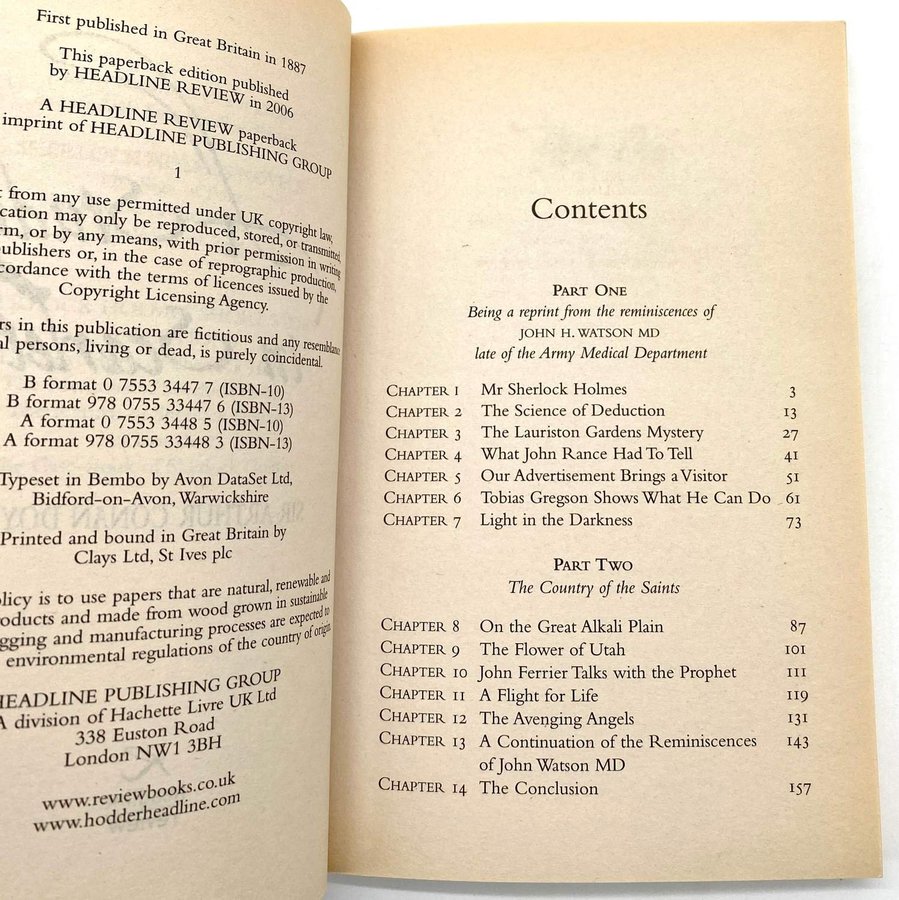 First published in Great Britain in 1887
This paperback edition published
by HEADLINE REVIEW in 2006
A HEADLINE REVIEW paperback
imprint of HEADLINE PUBLISHING GROUP
1
from any use permitted under UK copyright law,
may only be reproduced, stored, or transmitted,
or by any means, with prior permission in writing
or, in the case of reprographic production,
with the terms of licences issued by the
Copyright Licensing Agency.
in this publication are fictitious and any resemblance
persons, living or dead, is purely coincidental.
B format 0 7553 3447 7 (ISBN-10)
B format 978 0755 33447 6 (ISBN-13)
A format 0 7553 3448 5 (ISBN-10)
A format 978 0755 33448 3 (ISBN-13)
Typeset in Bembo by Avon DataSet Ltd,
Bidford-on-Avon, Warwickshire
Printed and bound in Great Britain by
Clays Ltd, St Ives plc
is to use papers that are natural, renewable and
and made from wood grown in sustainable
and manufacturing processes are expected to
environmental regulations of the country of origin.
HEADLINE PUBLISHING GROUP
A division of Hachette Livre UK Ltd
338 Euston Road
London NW1 3BH
www.reviewbooks.co.uk
www.hodderheadline.com
Contents
PART ONE
Being a reprint from the reminiscences of
JOHN H. WATSON MD
late of the Army Medical Department
CHAPTER 1 Mr Sherlock Holmes 3
CHAPTER 2 The Science of Deduction 13
CHAPTER 3 The Lauriston Gardens Mystery 27
CHAPTER 4 What John Rance Had To Tell 41
CHAPTER 5 Our Advertisement Brings a Visitor 51
CHAPTER 6 Tobias Gregson Shows What He Can Do 61
CHAPTER 7 Light in the Darkness 73
PART TWO
The Country of the Saints
CHAPTER 8 On the Great Alkali Plain 87
CHAPTER 9 The Flower of Utah 101
CHAPTER 10 John Ferrier Talks with the Prophet 111
CHAPTER 11 A Flight for Life 119
CHAPTER 12 The Avenging Angels 131
CHAPTER 13 A Continuation of the Reminiscences 143
of John Watson MD
CHAPTER 14 The Conclusion 157